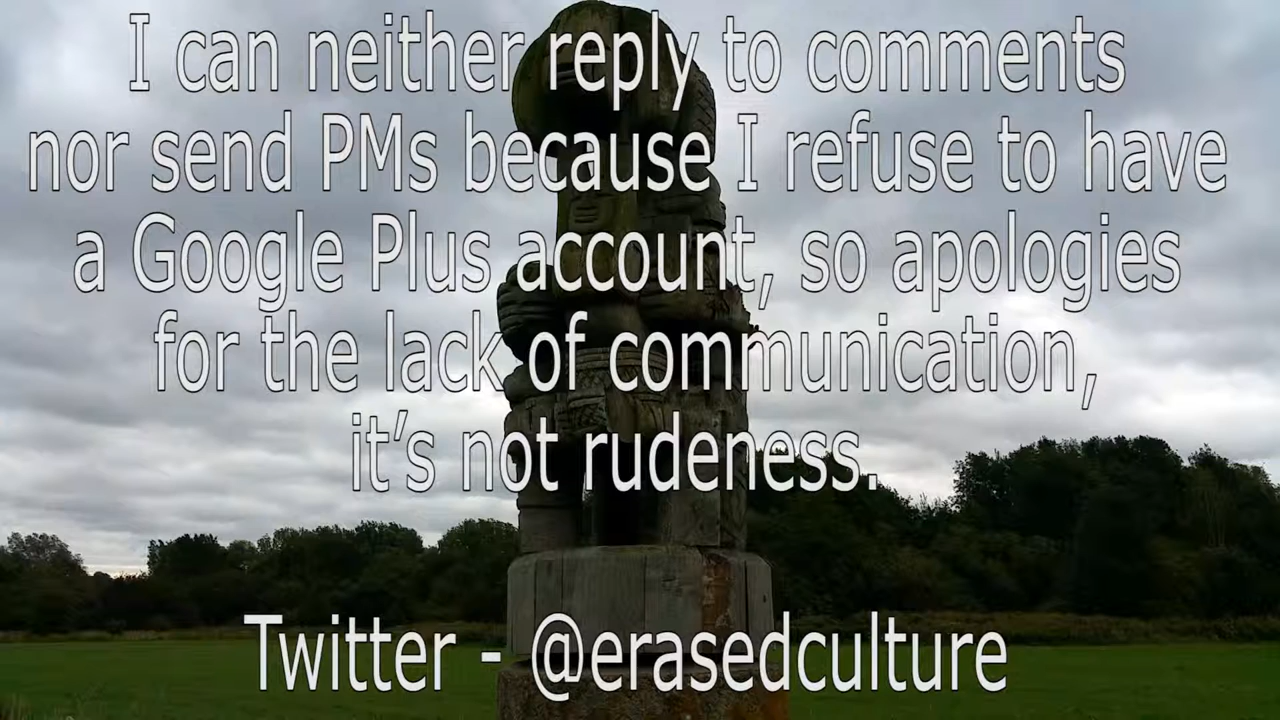 I can neither reply to comments
nor send PMs because I refuse to have
a Google Plus account, so apologies
for the lack of communication,
it’s not rudeness.
Twitter - @erasedculture